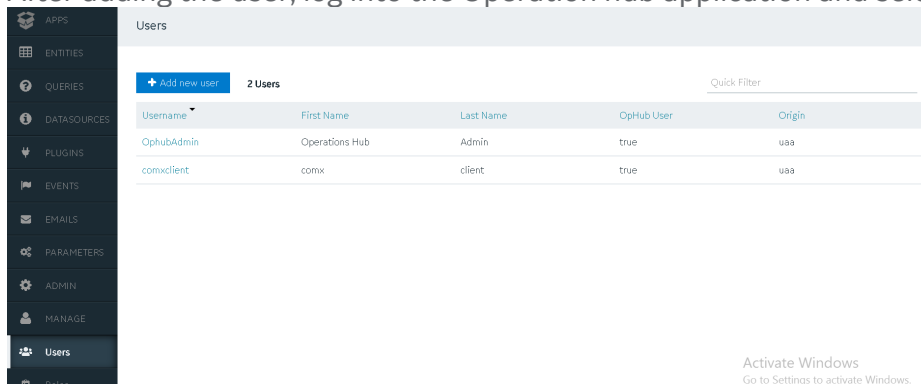 After adding the user, log into the Operation hub application and sele
APPS
Users
ENTITIES
QUERIES
+ Add new user 2 Users Quick Filter
DATASOURCES
Username First Name Last Name OpHub User Origin
OphubAdmin Operations Hub Admin true uaa
PLUGINS
comxclient comx client true uaa
EVENTS
EMAILS
PARAMETERS
ADMIN
MANAGE
Users
Activate Windows
Go to Settings to activate Windows.